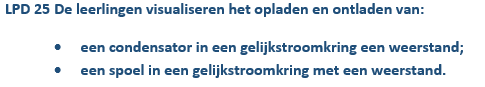 LPD 25 De leerlingen visualiseren het opladen en ontladen van:
• een condensator in een gelijkstroomkring een weerstand;
• een spoel in een gelijkstroomkring met een weerstand.